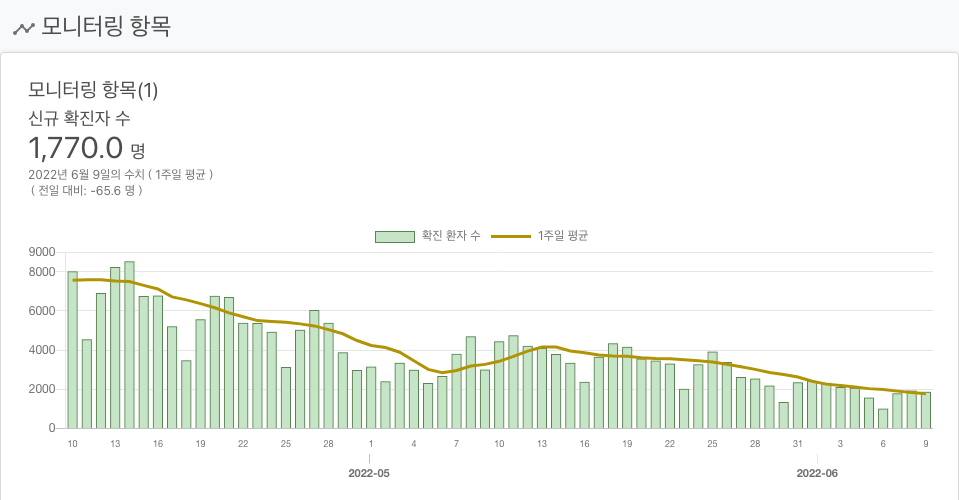 모니터링 항목
모니터링 항목(1)
신규 확진자 수
1,770.0 명
2022년 6월 9일의 수치 ( 1주일 평균 )
( 전일 대비: -65.6 명 )
확진 환자 수 1주일 평균
9000
8000
6000
4000
2000
0
10 13 16 19 22 25 28 1 4 7 10 13 16 19 22 25 28 31 3 6 9
2022-05 2022-06